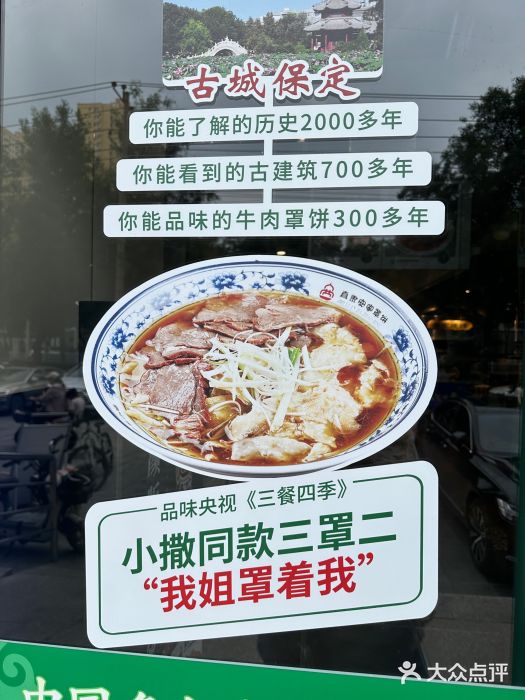 古城保定
你能了解的历史2000多年
你能看到的古建筑700多年
你能品味的牛肉罩饼300多年
品味央视《三餐四季》
小撒同款三罩二
“我姐罩着我”
中国
大众点评